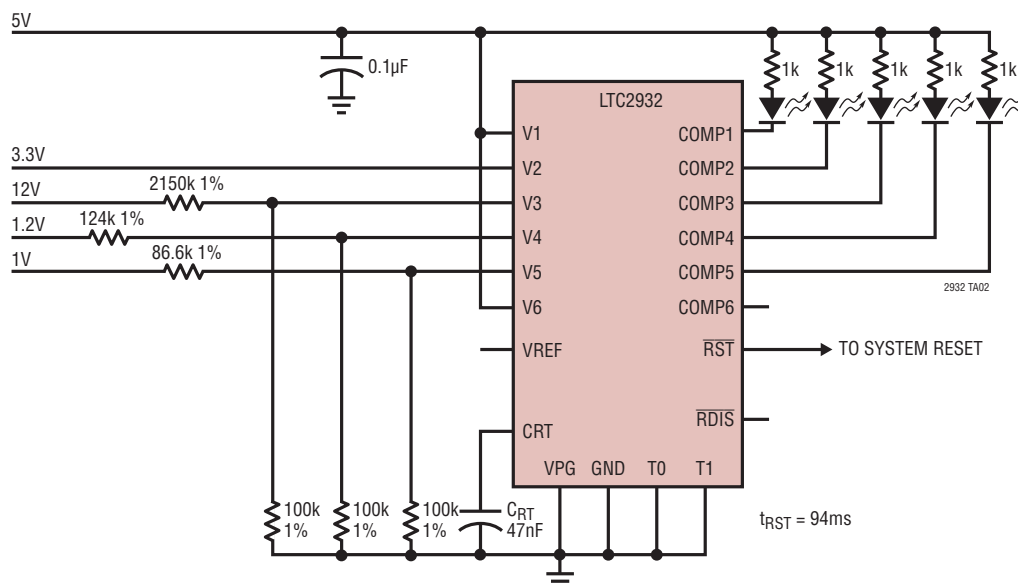 5V
0.1µF
1k
1k
1k
1k
1k
LTC2932
V1
COMP1
3.3V
V2
COMP2
12V
2150k 1%
V3
COMP3
1.2V
124k 1%
V4
COMP4
1V
86.6k 1%
V5
COMP5
2932 TA02
V6
COMP6
VREF
RST
TO SYSTEM RESET
RDIS
CRT
VPG GND T0 T1
100k
1%
100k
1%
100k
1%
CRT
47nF
tRST = 94ms